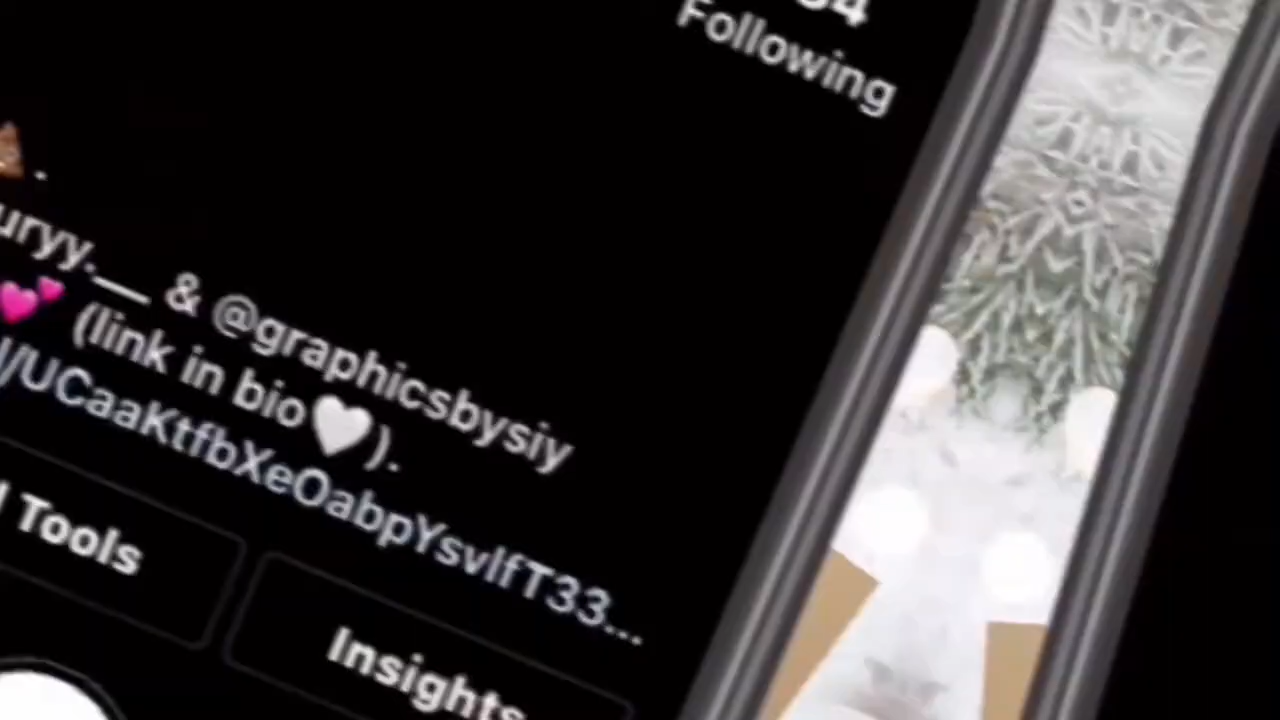 Following
uryy.__ & @graphicsbysiy
💕 (link in bio🤍).
/UCaaKtfbXeOabpYsvlfT33...
Tools
Insights